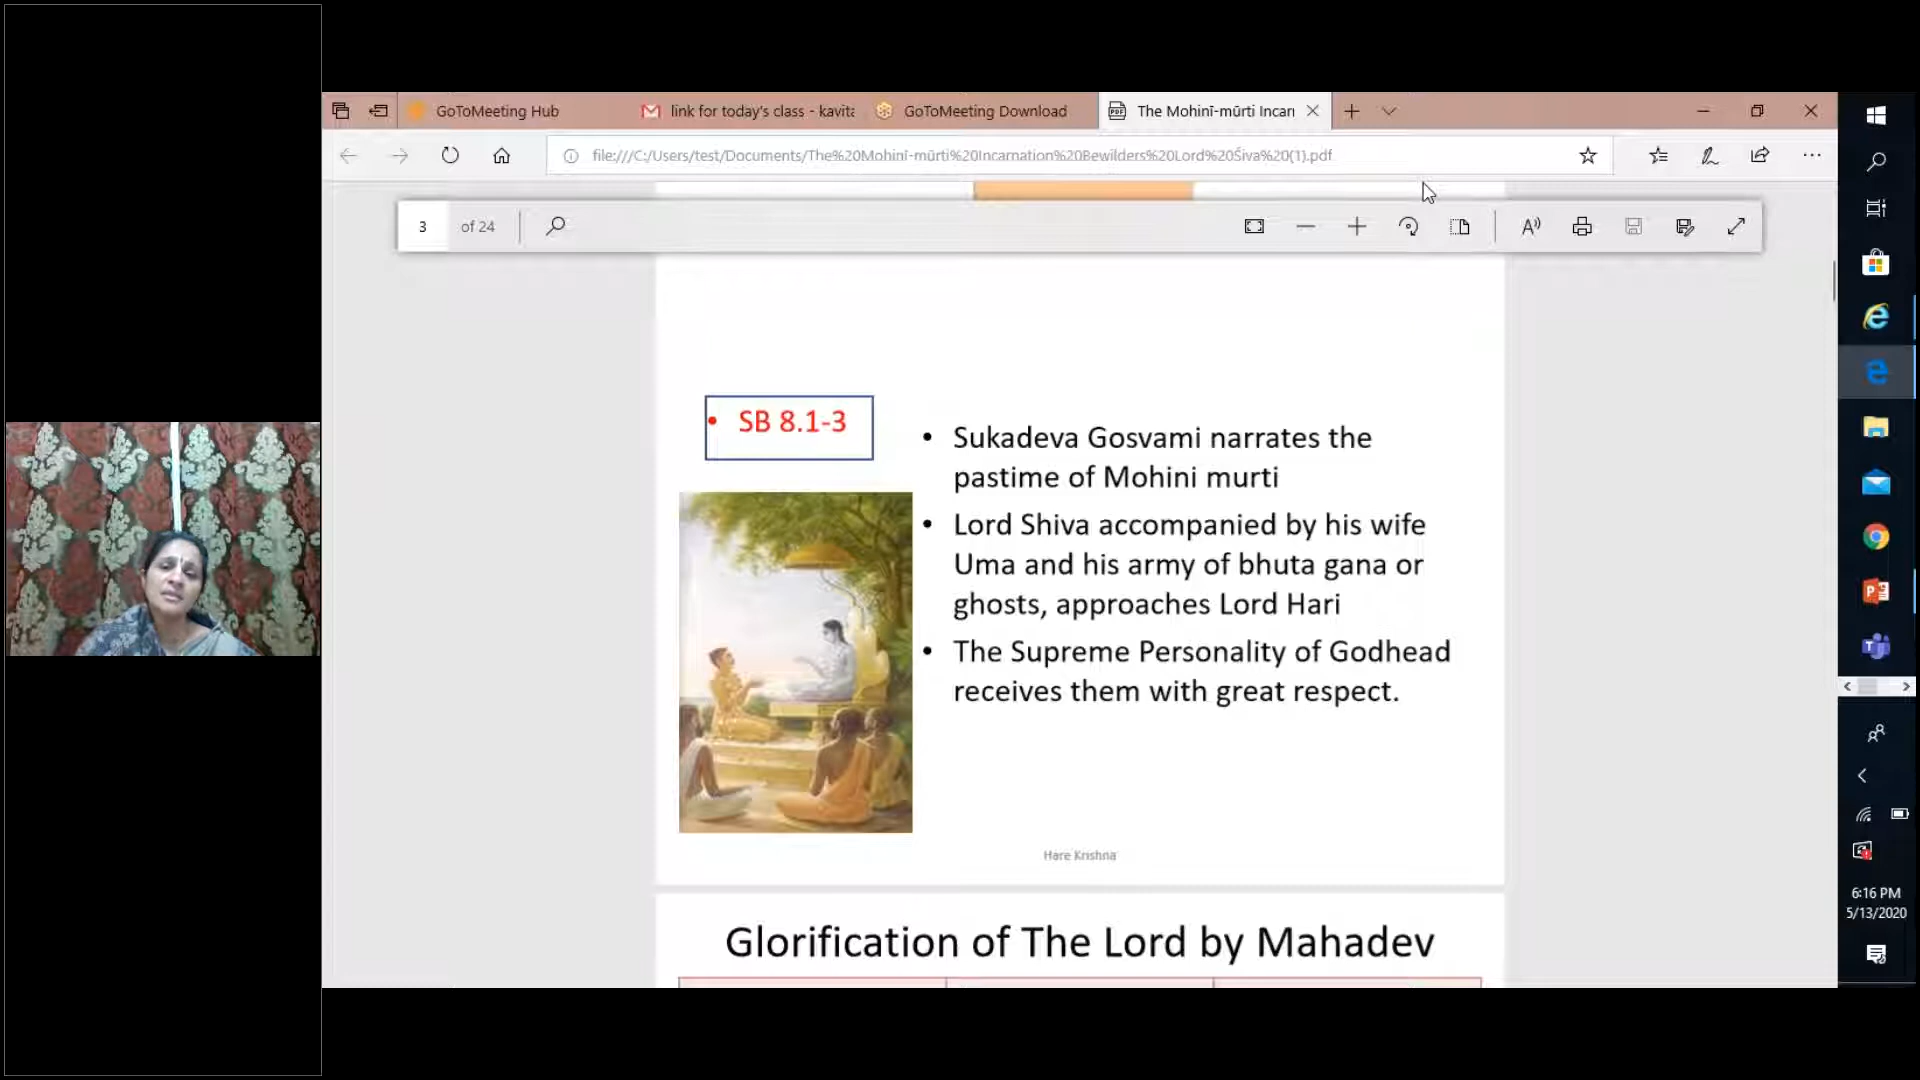 GoToMeeting Hub
link for today's class - kavita
GoToMeeting Download
The Mohinī-mūrti Incarn
file:///C:/Users/test/Documents/The%20Mohinī-mūrti%20Incarnation%20Bewilders%20Lord%20Śiva%20(1).pdf
3 of 24
• SB 8.1-3
• Sukadeva Gosvami narrates the
pastime of Mohini murti
• Lord Shiva accompanied by his wife
Uma and his army of bhuta gana or
ghosts, approaches Lord Hari
• The Supreme Personality of Godhead
receives them with great respect.
Hare Krishna
Glorification of The Lord by Mahadev
6:16 PM
5/13/2020